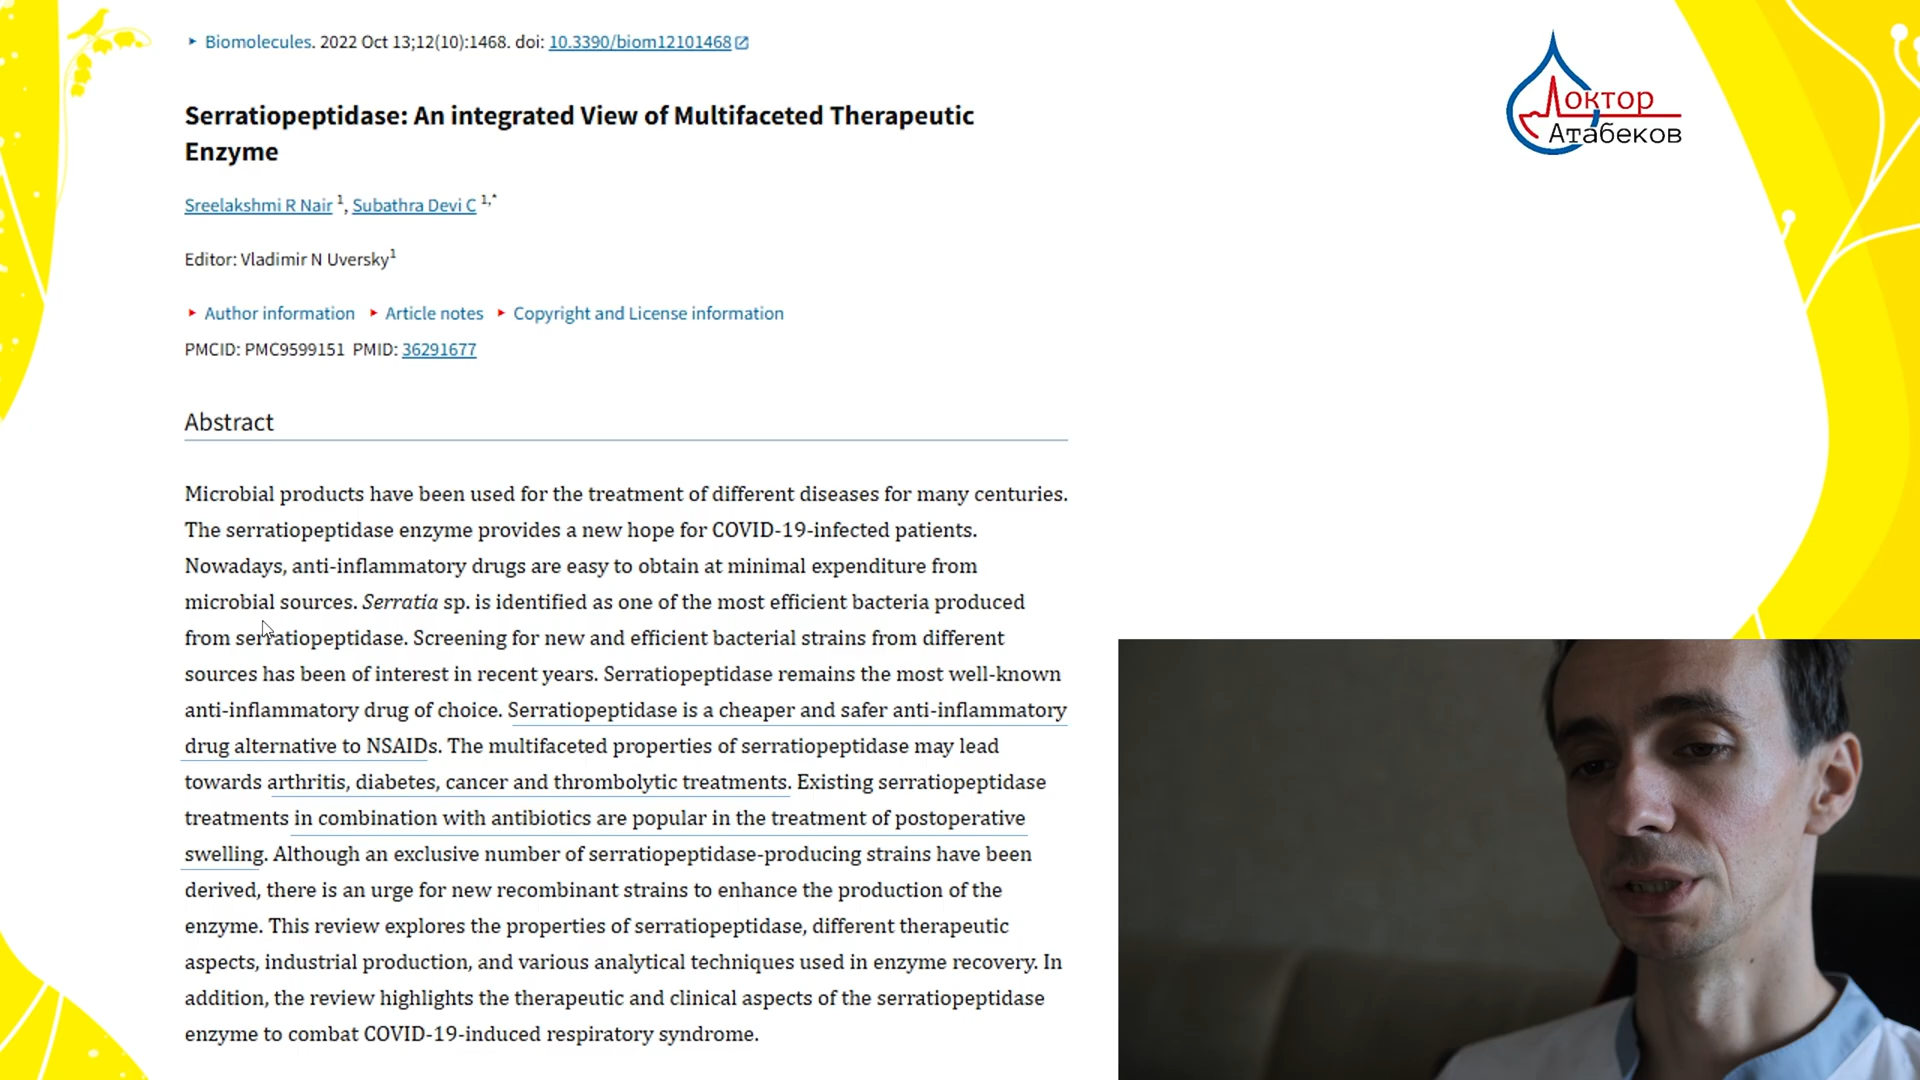 Biomolecules. 2022 Oct 13;12(10):1468. doi: 10.3390/biom12101468
Доктор
Атабеков
Serratiopeptidase: An integrated View of Multifaceted Therapeutic
Enzyme
Sreelakshmi R Nair 1, Subathra Devi C 1,*
Editor: Vladimir N Uversky1
Author information Article notes Copyright and License information
PMCID: PMC9599151 PMID: 36291677
Abstract
Microbial products have been used for the treatment of different diseases for many centuries.
The serratiopeptidase enzyme provides a new hope for COVID-19-infected patients.
Nowadays, anti-inflammatory drugs are easy to obtain at minimal expenditure from
microbial sources. Serratia sp. is identified as one of the most efficient bacteria produced
from serratiopeptidase. Screening for new and efficient bacterial strains from different
sources has been of interest in recent years. Serratiopeptidase remains the most well-known
anti-inflammatory drug of choice. Serratiopeptidase is a cheaper and safer anti-inflammatory
drug alternative to NSAIDs. The multifaceted properties of serratiopeptidase may lead
towards arthritis, diabetes, cancer and thrombolytic treatments. Existing serratiopeptidase
treatments in combination with antibiotics are popular in the treatment of postoperative
swelling. Although an exclusive number of serratiopeptidase-producing strains have been
derived, there is an urge for new recombinant strains to enhance the production of the
enzyme. This review explores the properties of serratiopeptidase, different therapeutic
aspects, industrial production, and various analytical techniques used in enzyme recovery. In
addition, the review highlights the therapeutic and clinical aspects of the serratiopeptidase
enzyme to combat COVID-19-induced respiratory syndrome.